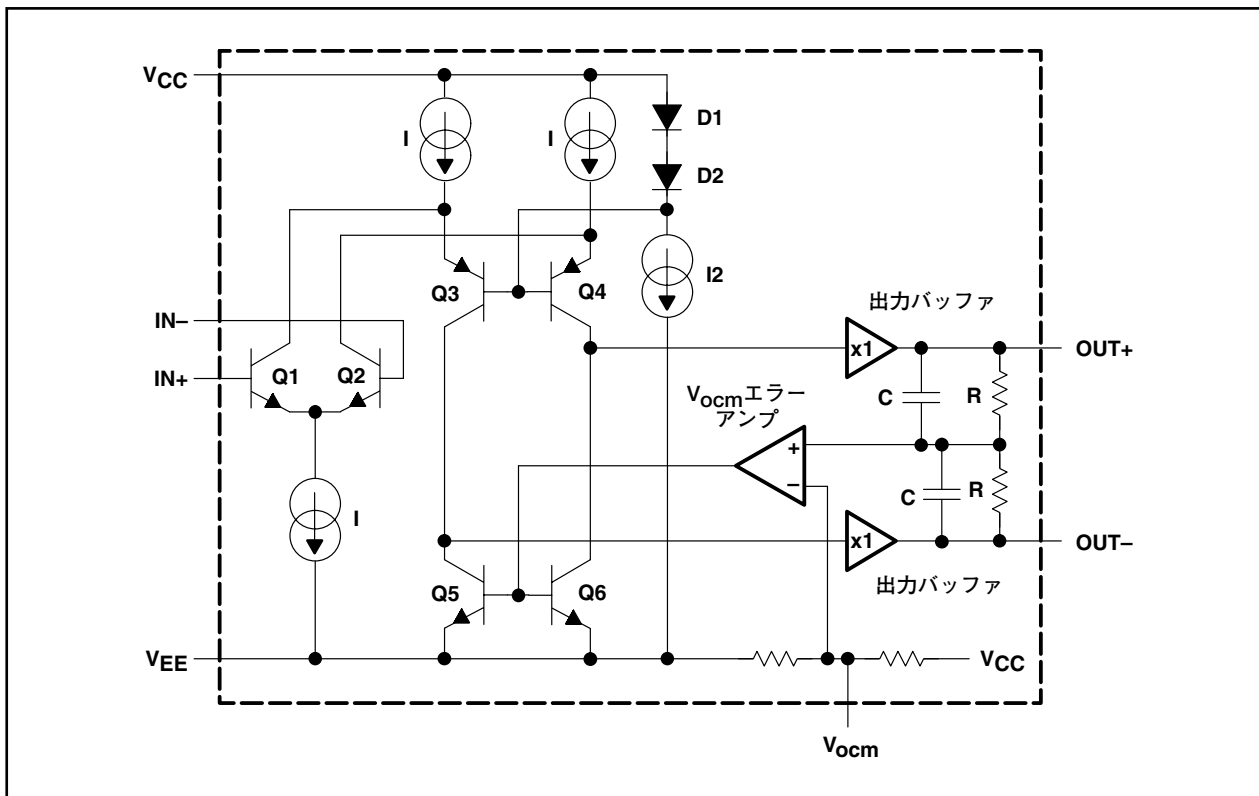 VCC
I
I
D1
D2
I2
Q3
Q4
IN–
IN+
Q1
Q2
出力バッファ
x1
OUT+
C
R
Vocmエラー
アンプ
+
–
I
C
R
x1
OUT–
出力バッファ
Q5
Q6
VEE
VCC
Vocm